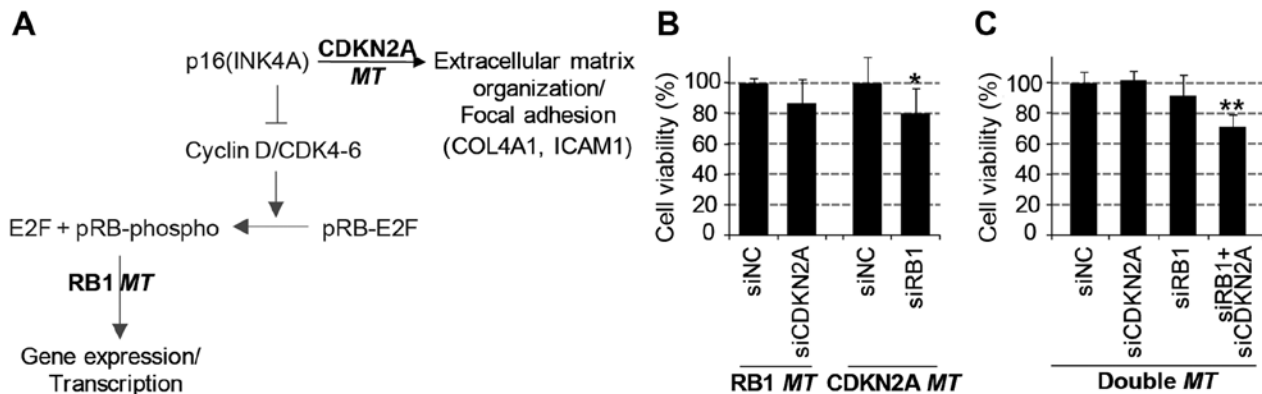 A
p16(INK4A)
CDKN2A
MT
Extracellular matrix
organization/
Focal adhesion
(COL4A1, ICAM1)
Cyclin D/CDK4-6
E2F + pRB-phospho
pRB-E2F
RB1 MT
Gene expression/
Transcription
B
Cell viability (%)
100
80
60
40
20
0
*
siNC
siCDKN2A
siNC
siRB1
RB1 MT
CDKN2A MT
C
Cell viability (%)
100
80
60
40
20
0
**
siNC
siCDKN2A
siRB1
siRB1+
siCDKN2A
Double MT